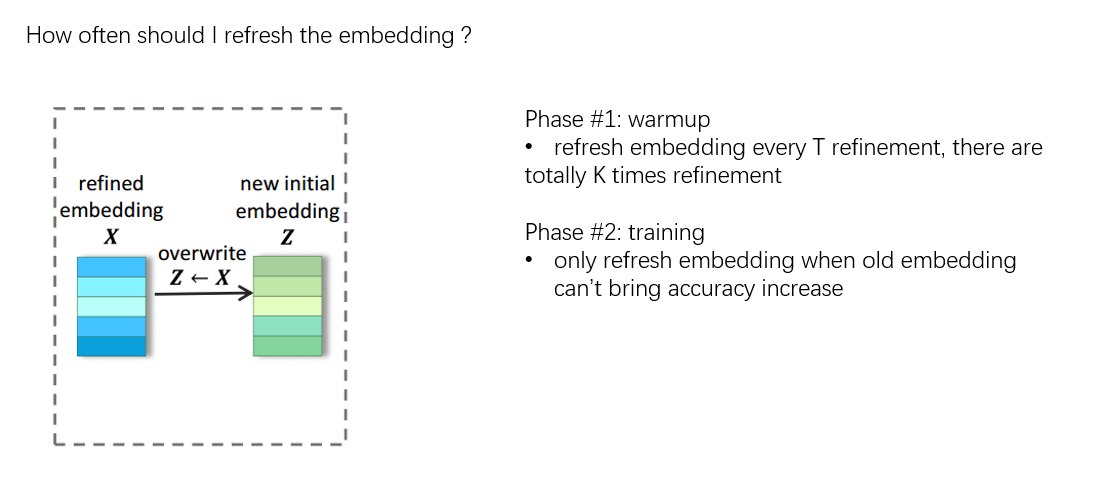 How often should I refresh the embedding ?
refined
embedding
X
new initial
embedding
Z
overwrite
Z ← X
Phase #1: warmup
• refresh embedding every T refinement, there are
totally K times refinement
Phase #2: training
• only refresh embedding when old embedding
can't bring accuracy increase